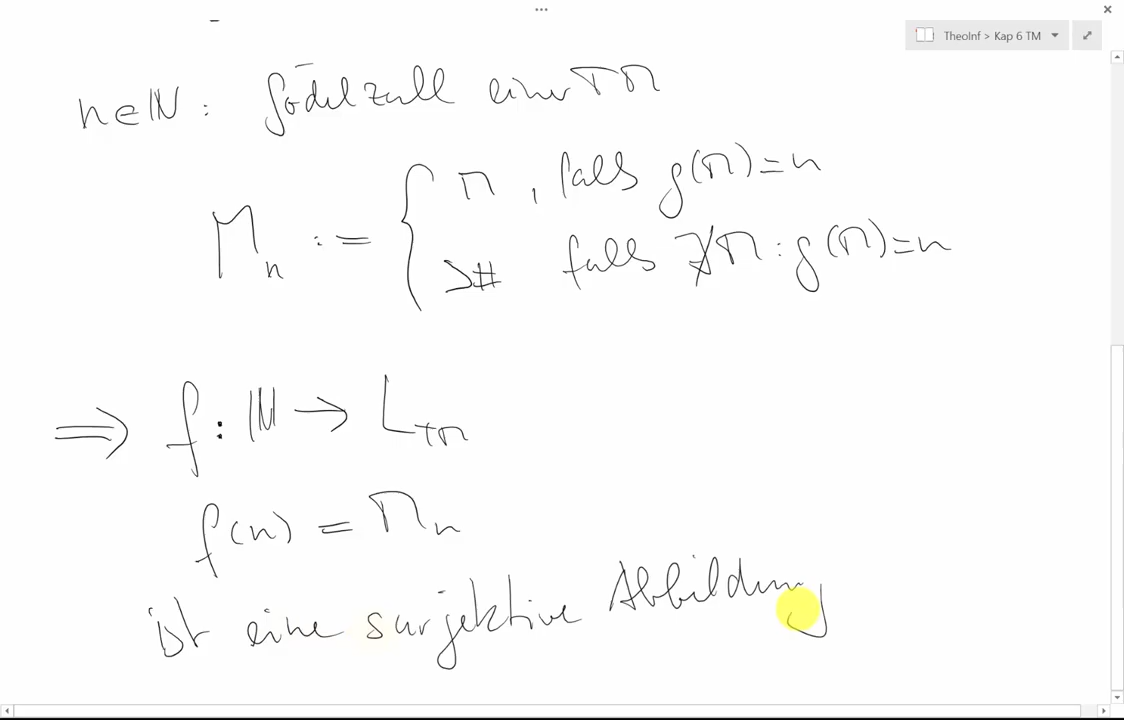 TheoInf > Kap 6 TM
n∈ℕ : Gödelzahl einer TM
M_n := { M , falls g(M)=n
>#  falls ∄M : g(M)=n
⇒ f : ℕ → L_TM
f(n) = M_n
ist eine surjektive Abbildung